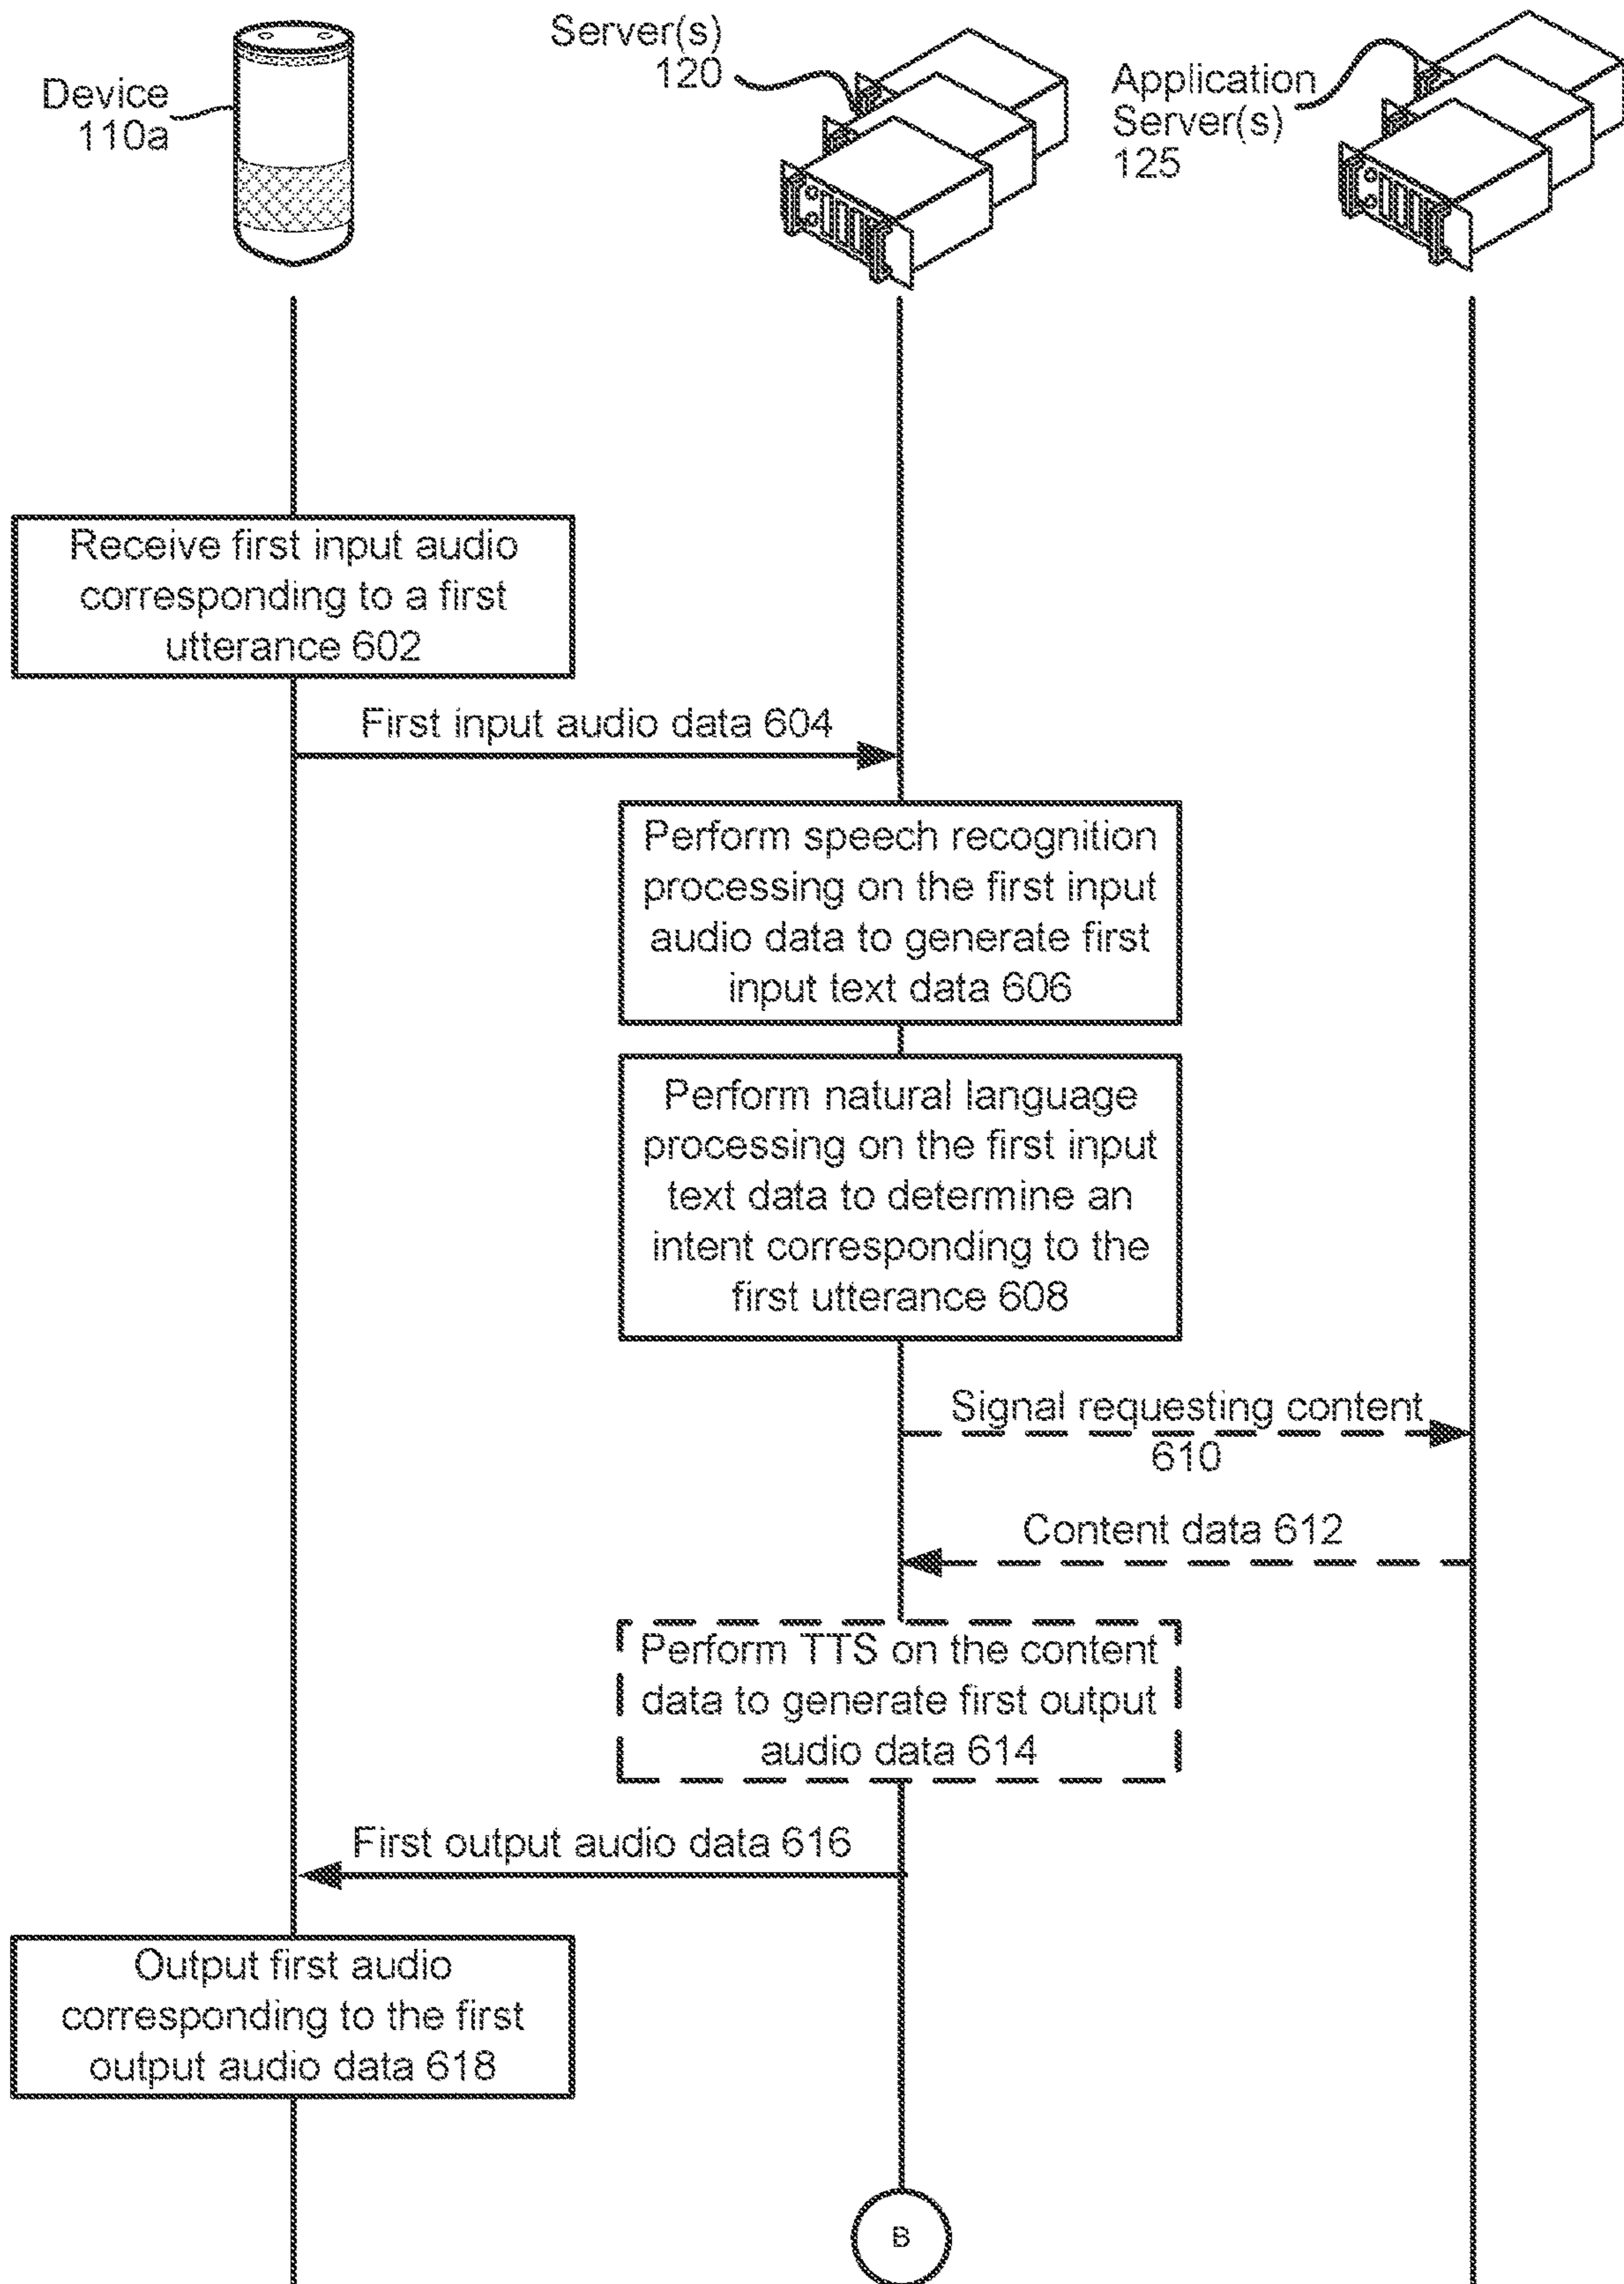 Device
110a
Server(s)
120
Application
Server(s)
125
Receive first input audio
corresponding to a first
utterance 602
First input audio data 604
Perform speech recognition
processing on the first input
audio data to generate first
input text data 606
Perform natural language
processing on the first input
text data to determine an
intent corresponding to the
first utterance 608
Signal requesting content
610
Content data 612
Perform TTS on the content
data to generate first output
audio data 614
First output audio data 616
Output first audio
corresponding to the first
output audio data 618
B